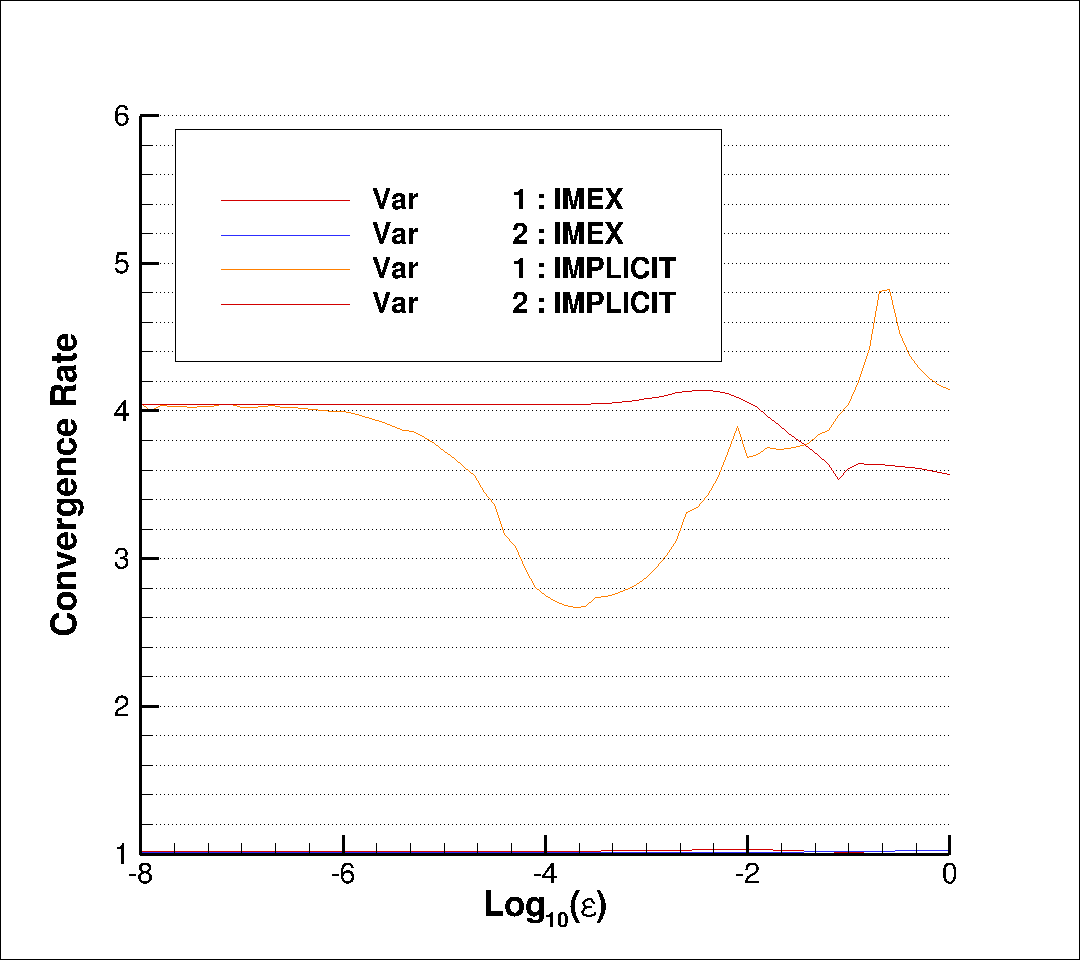 6
5
4
3
2
1
Convergence Rate
Var 1 : IMEX
Var 2 : IMEX
Var 1 : IMPLICIT
Var 2 : IMPLICIT
-8 -6 -4 -2 0
Log10(ε)